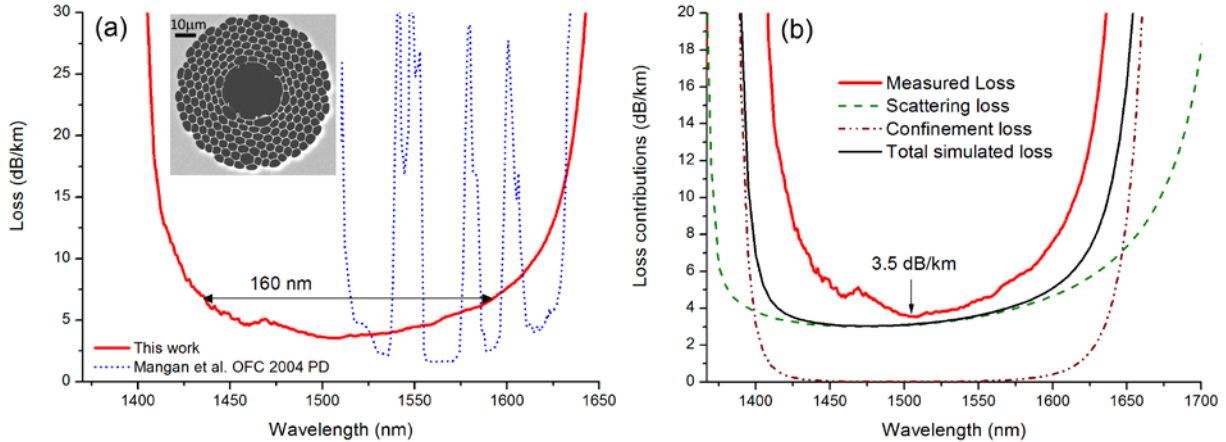 (a)
10μm
30
25
20
15
10
5
0
Loss (dB/km)
160 nm
This work
Mangan et al. OFC 2004 PD
1400
1450
1500
1550
1600
1650
Wavelength (nm)
(b)
20
18
16
14
12
10
8
6
4
2
0
Loss contributions (dB/km)
Measured Loss
Scattering loss
Confinement loss
Total simulated loss
3.5 dB/km
1400
1450
1500
1550
1600
1650
1700
Wavelength (nm)